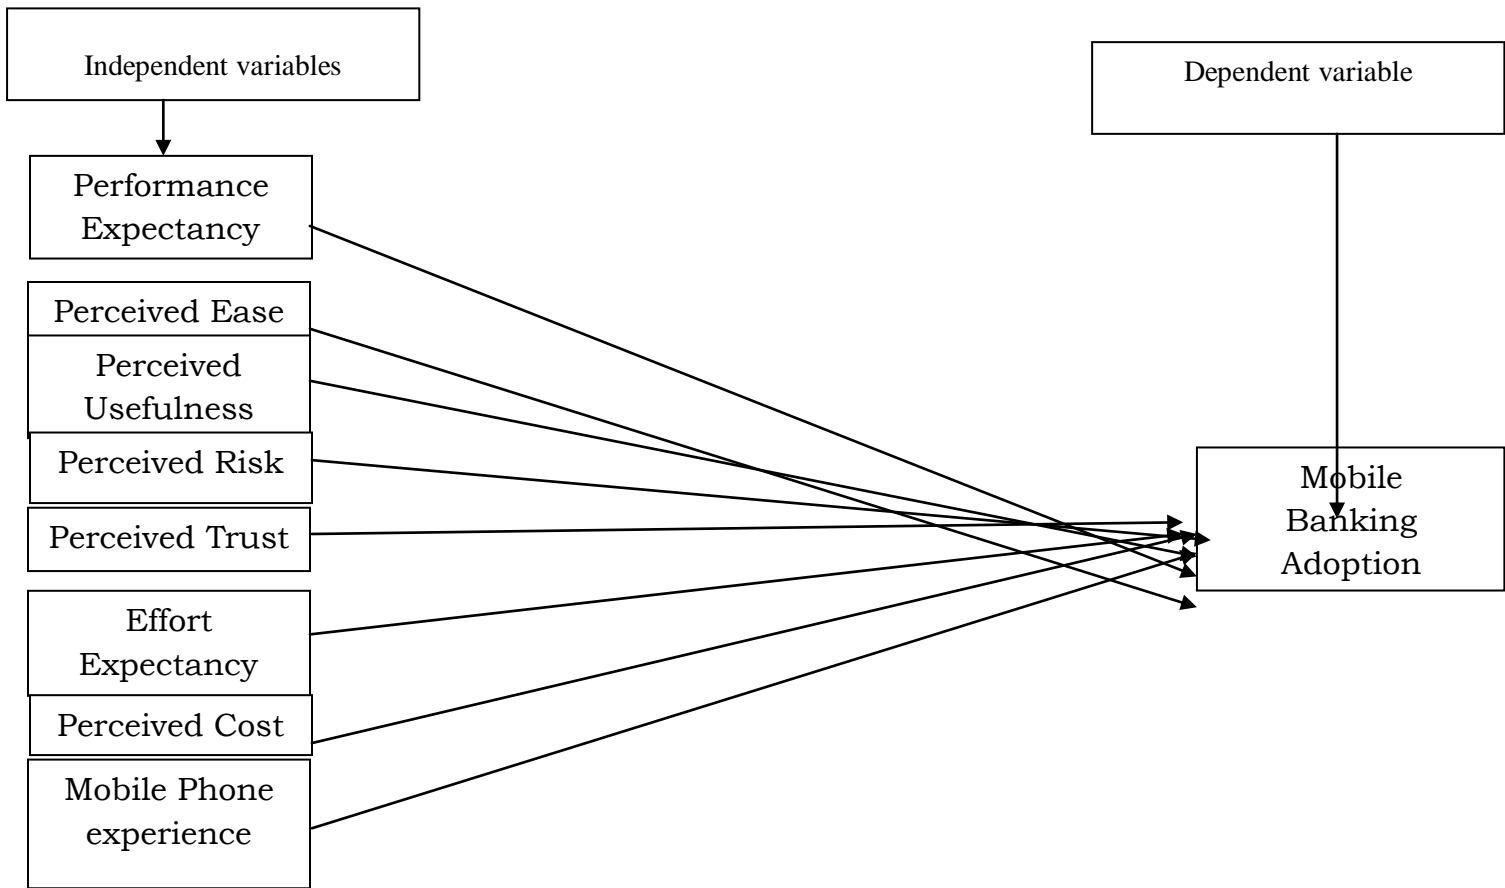 Independent variables
Dependent variable
Performance
Expectancy
Perceived Ease
Perceived
Usefulness
Perceived Risk
Perceived Trust
Effort
Expectancy
Perceived Cost
Mobile Phone
experience
Mobile
Banking
Adoption